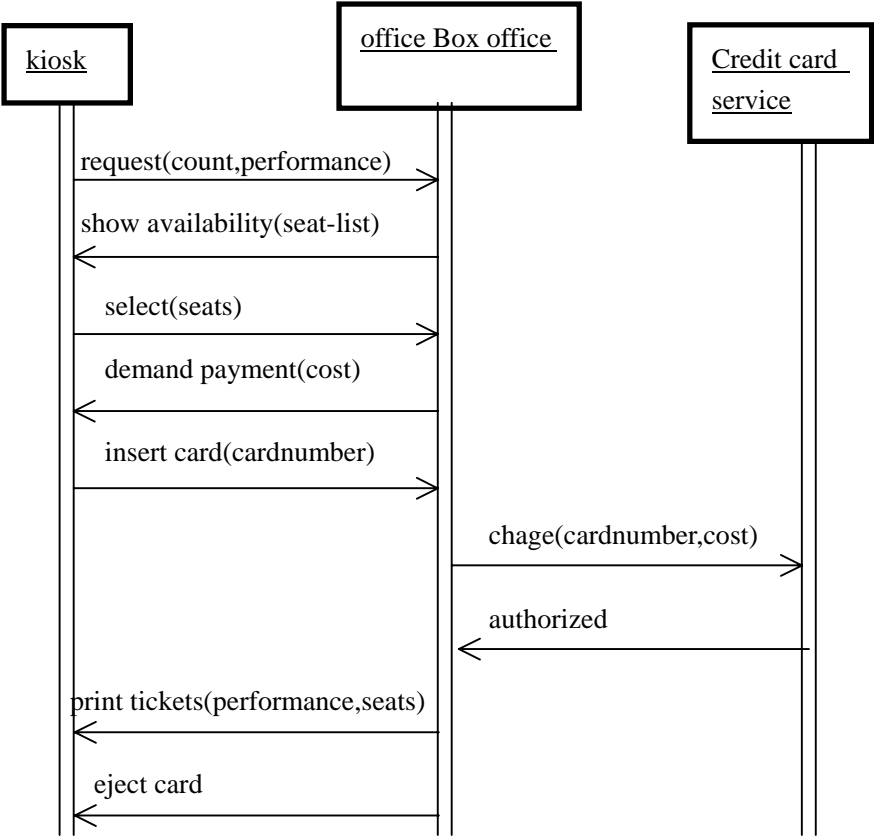 kiosk
office Box office
Credit card
service
request(count,performance)
show availability(seat-list)
select(seats)
demand payment(cost)
insert card(cardnumber)
chage(cardnumber,cost)
authorized
print tickets(performance,seats)
eject card